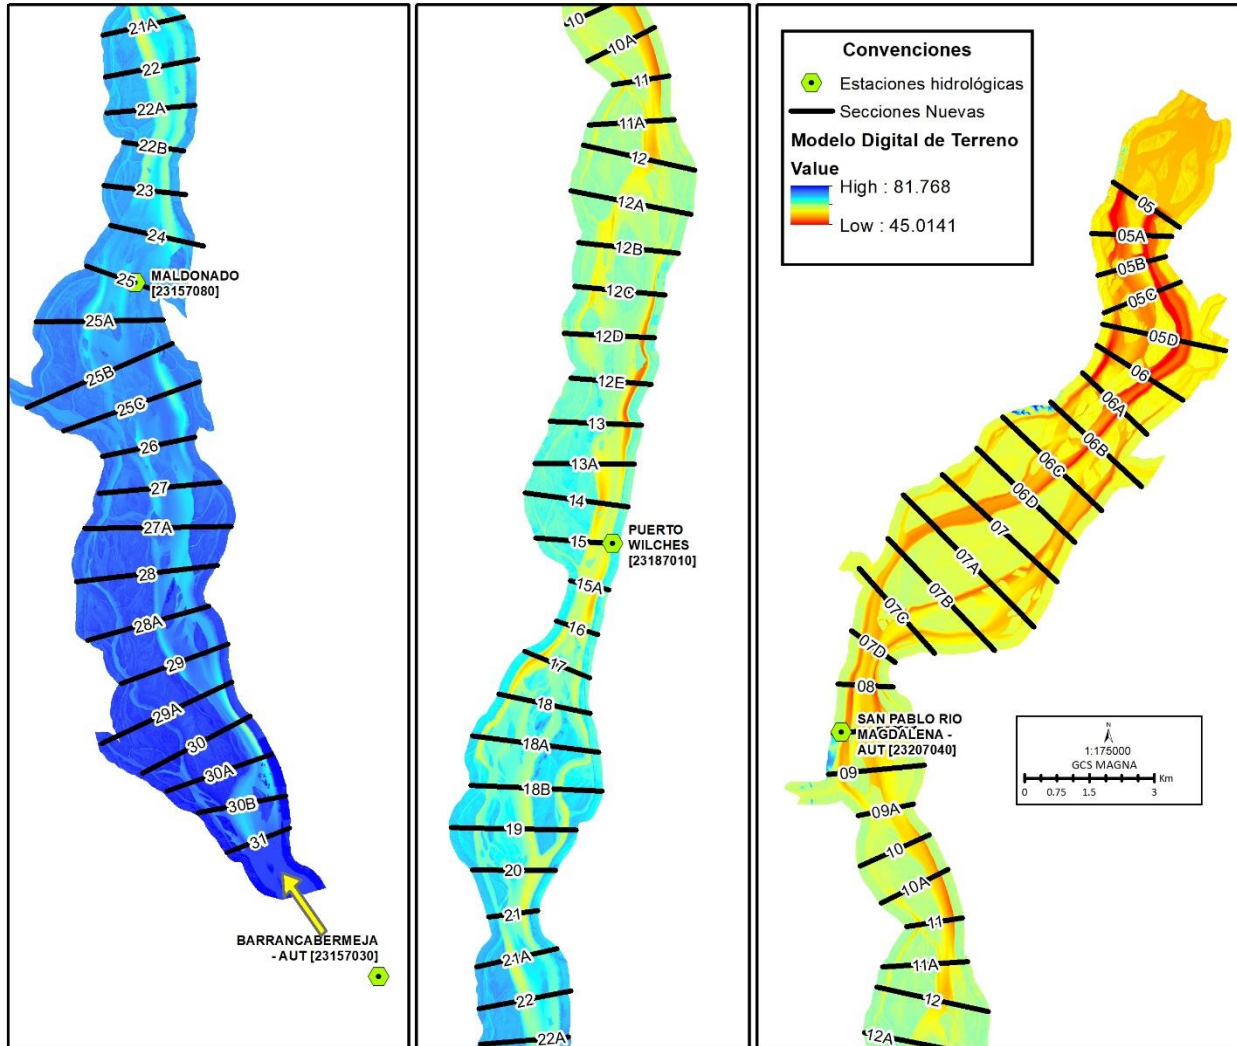 21A
22
22A
22B
23
24
25
MALDONADO
[23157080]
25A
25B
25C
26
27
27A
28
28A
29
29A
30
30A
30B
31
BARRANCABERMEJA
- AUT [23157030]
10
10A
11
11A
12
12A
12B
12C
12D
12E
13
13A
14
15
PUERTO
WILCHES
[23187010]
15A
16
17
18
18A
18B
19
20
21
21A
22
22A
Convenciones
Estaciones hidrológicas
Secciones Nuevas
Modelo Digital de Terreno
Value
High : 81.768
Low : 45.0141
05
05A
05B
05C
05D
06
06A
06B
06C
06D
07
07A
07B
07C
07D
08
SAN PABLO RIO
MAGDALENA -
AUT [23207040]
09
09A
10
10A
11
11A
12
12A
N
1:175000
GCS MAGNA
Km
0 0.75 1.5 3